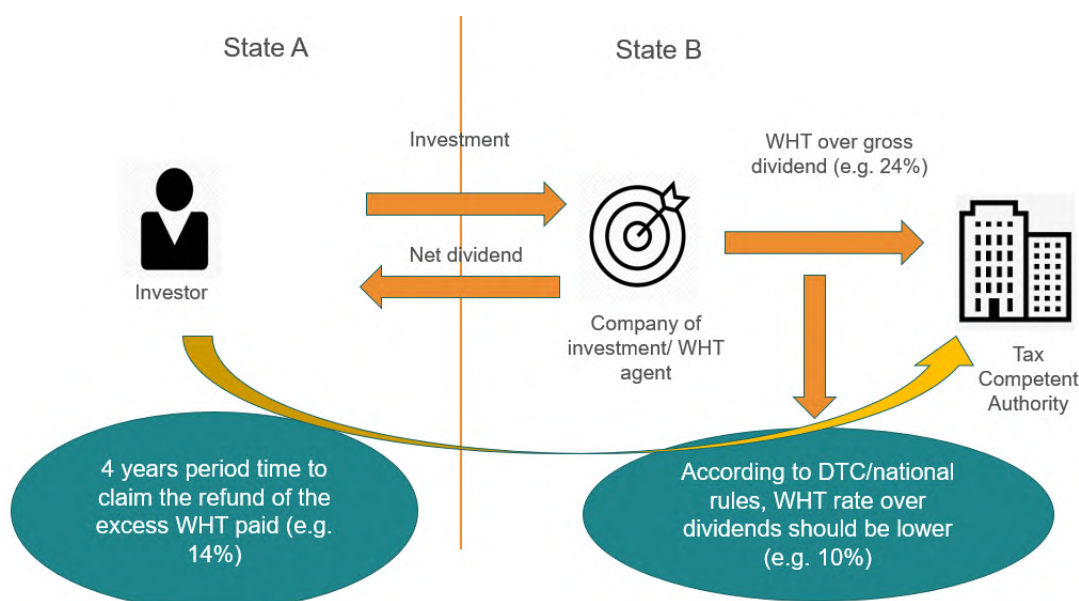 State A
State B
Investment
WHT over gross
dividend (e.g. 24%)
Net dividend
Investor
Company of
investment/ WHT
agent
Tax
Competent
Authority
4 years period time to
claim the refund of the
excess WHT paid (e.g.
14%)
According to DTC/national
rules, WHT rate over
dividends should be lower
(e.g. 10%)